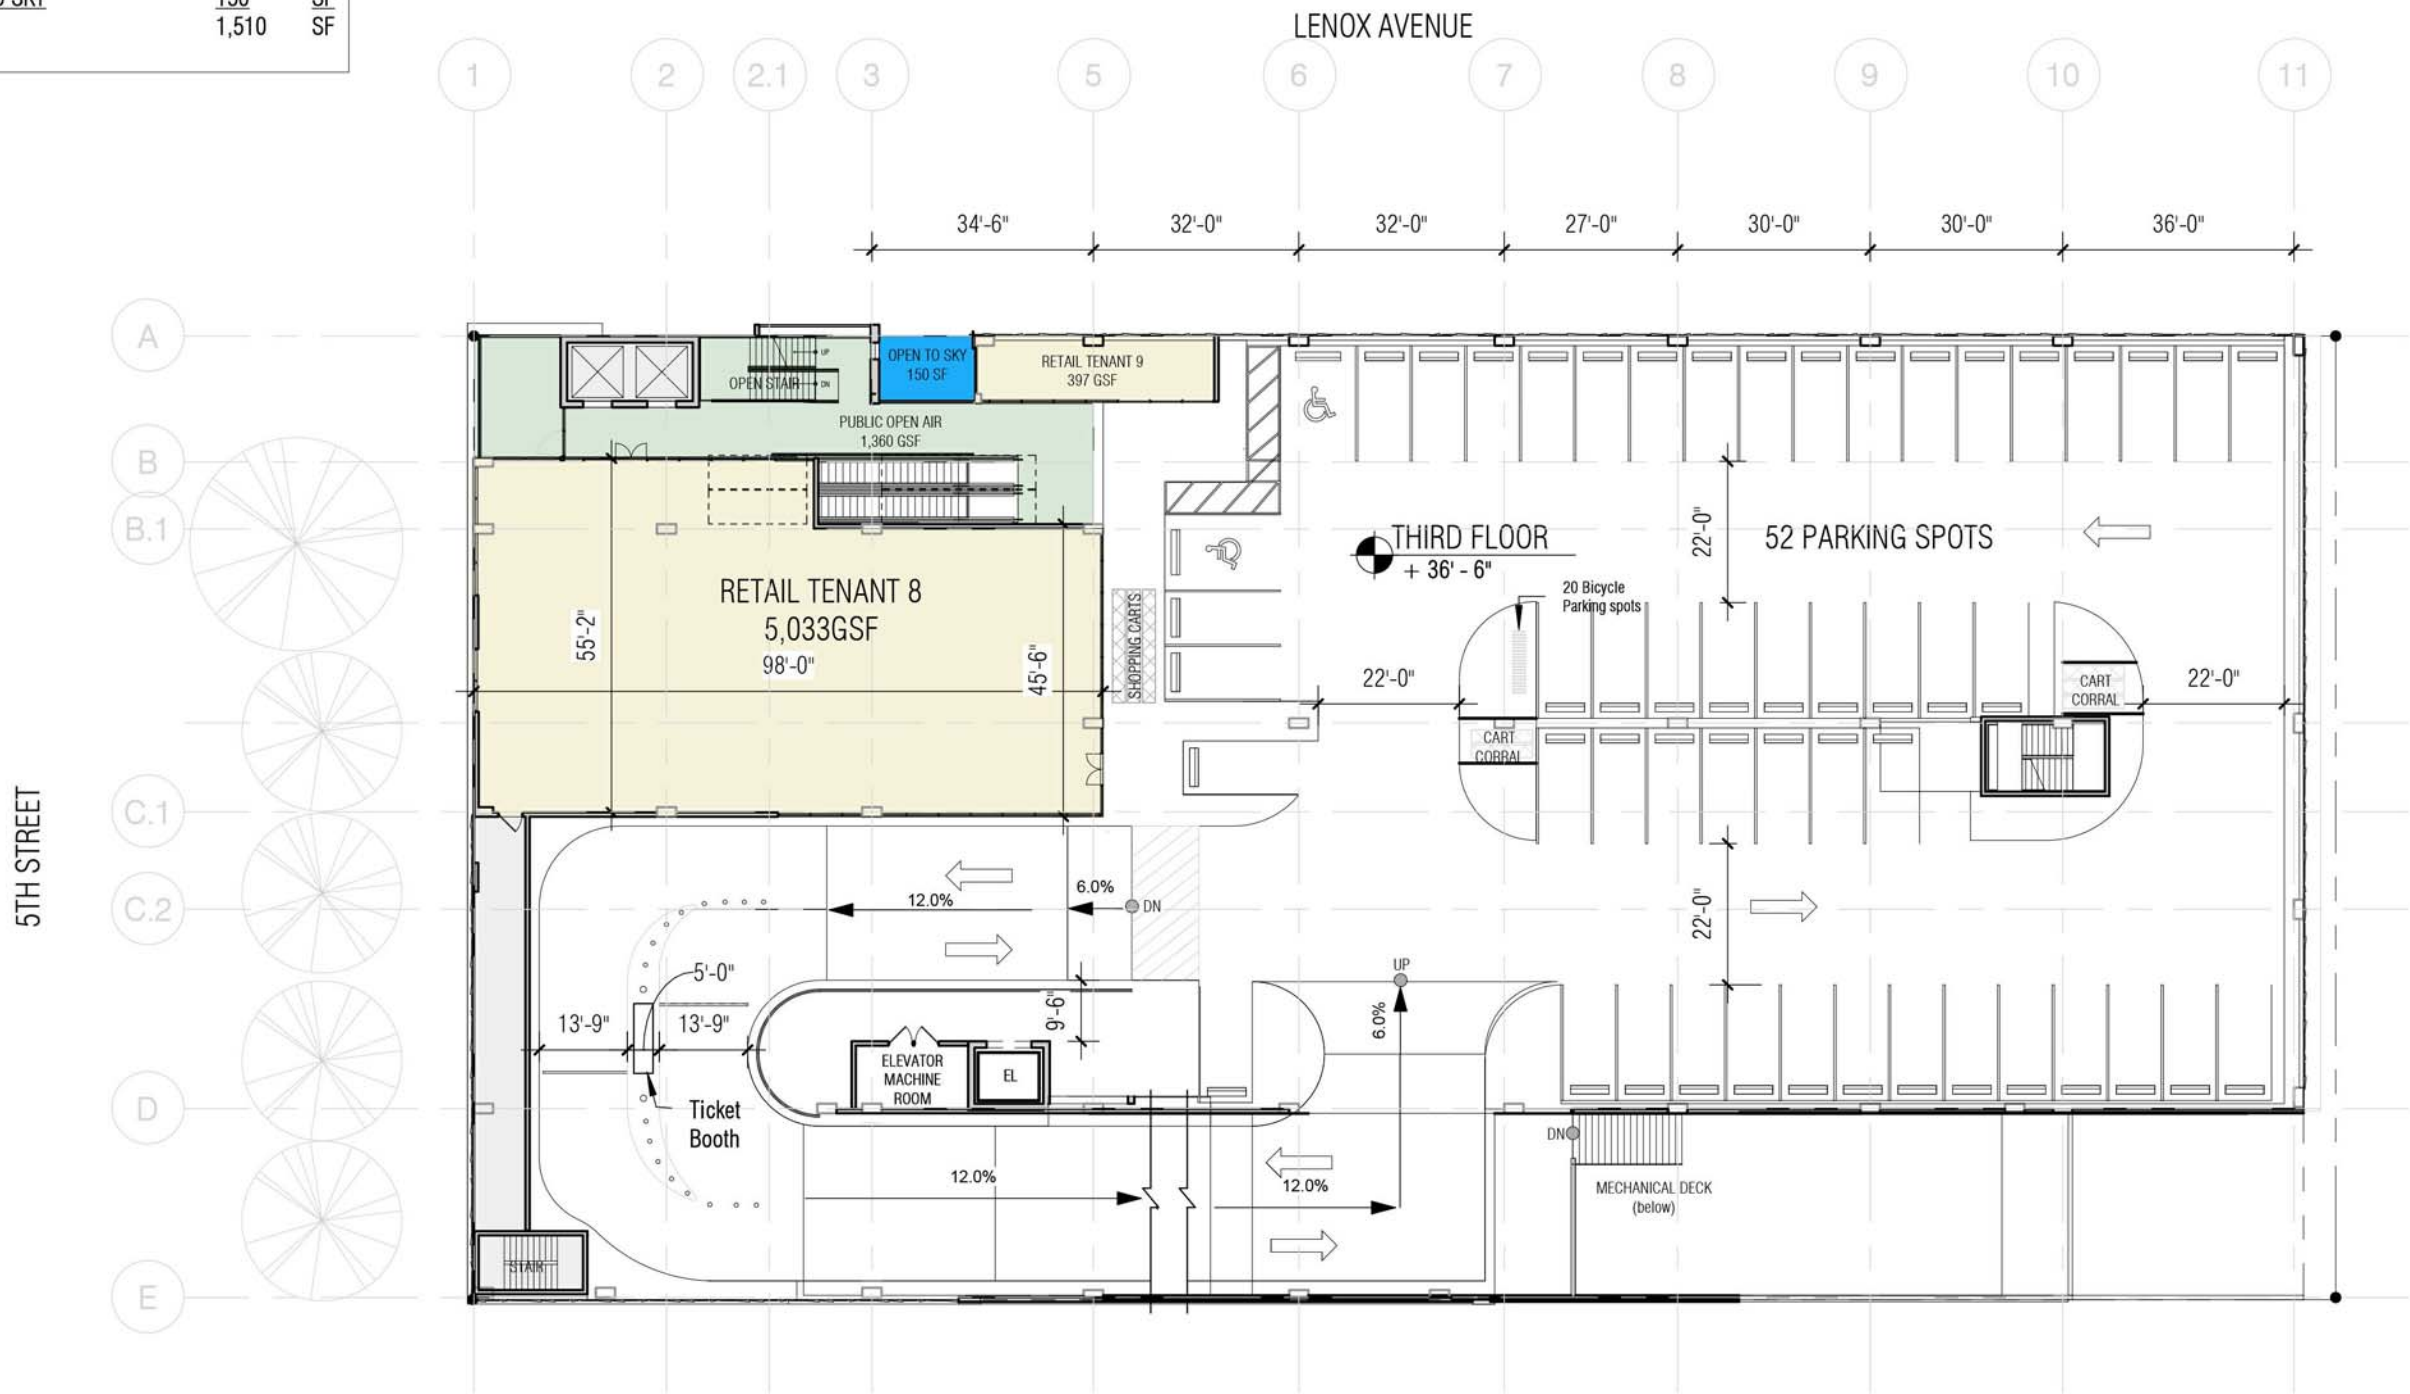 150 SF
1,510 SF
LENOX AVENUE
1 2 2.1 3 5 6 7 8 9 10 11
34'-6" 32'-0" 32'-0" 27'-0" 30'-0" 30'-0" 36'-0"
A
B
B.1
C.1
C.2
D
E
5TH STREET
UP
OPEN STAIR
DN
OPEN TO SKY
150 SF
RETAIL TENANT 9
397 GSF
PUBLIC OPEN AIR
1,360 GSF
RETAIL TENANT 8
5,033GSF
98'-0"
55'-2"
45'-6"
SHOPPING CARTS
THIRD FLOOR
+ 36' - 6"
22'-0"
52 PARKING SPOTS
20 Bicycle
Parking spots
22'-0"
CART
CORRAL
22'-0"
CART
CORRAL
6.0%
12.0%
DN
22'-0"
5'-0"
13'-9"
13'-9"
9'-6"
UP
6.0%
ELEVATOR
MACHINE
ROOM
EL
Ticket
Booth
DN
12.0%
12.0%
MECHANICAL DECK
(below)
STAIR